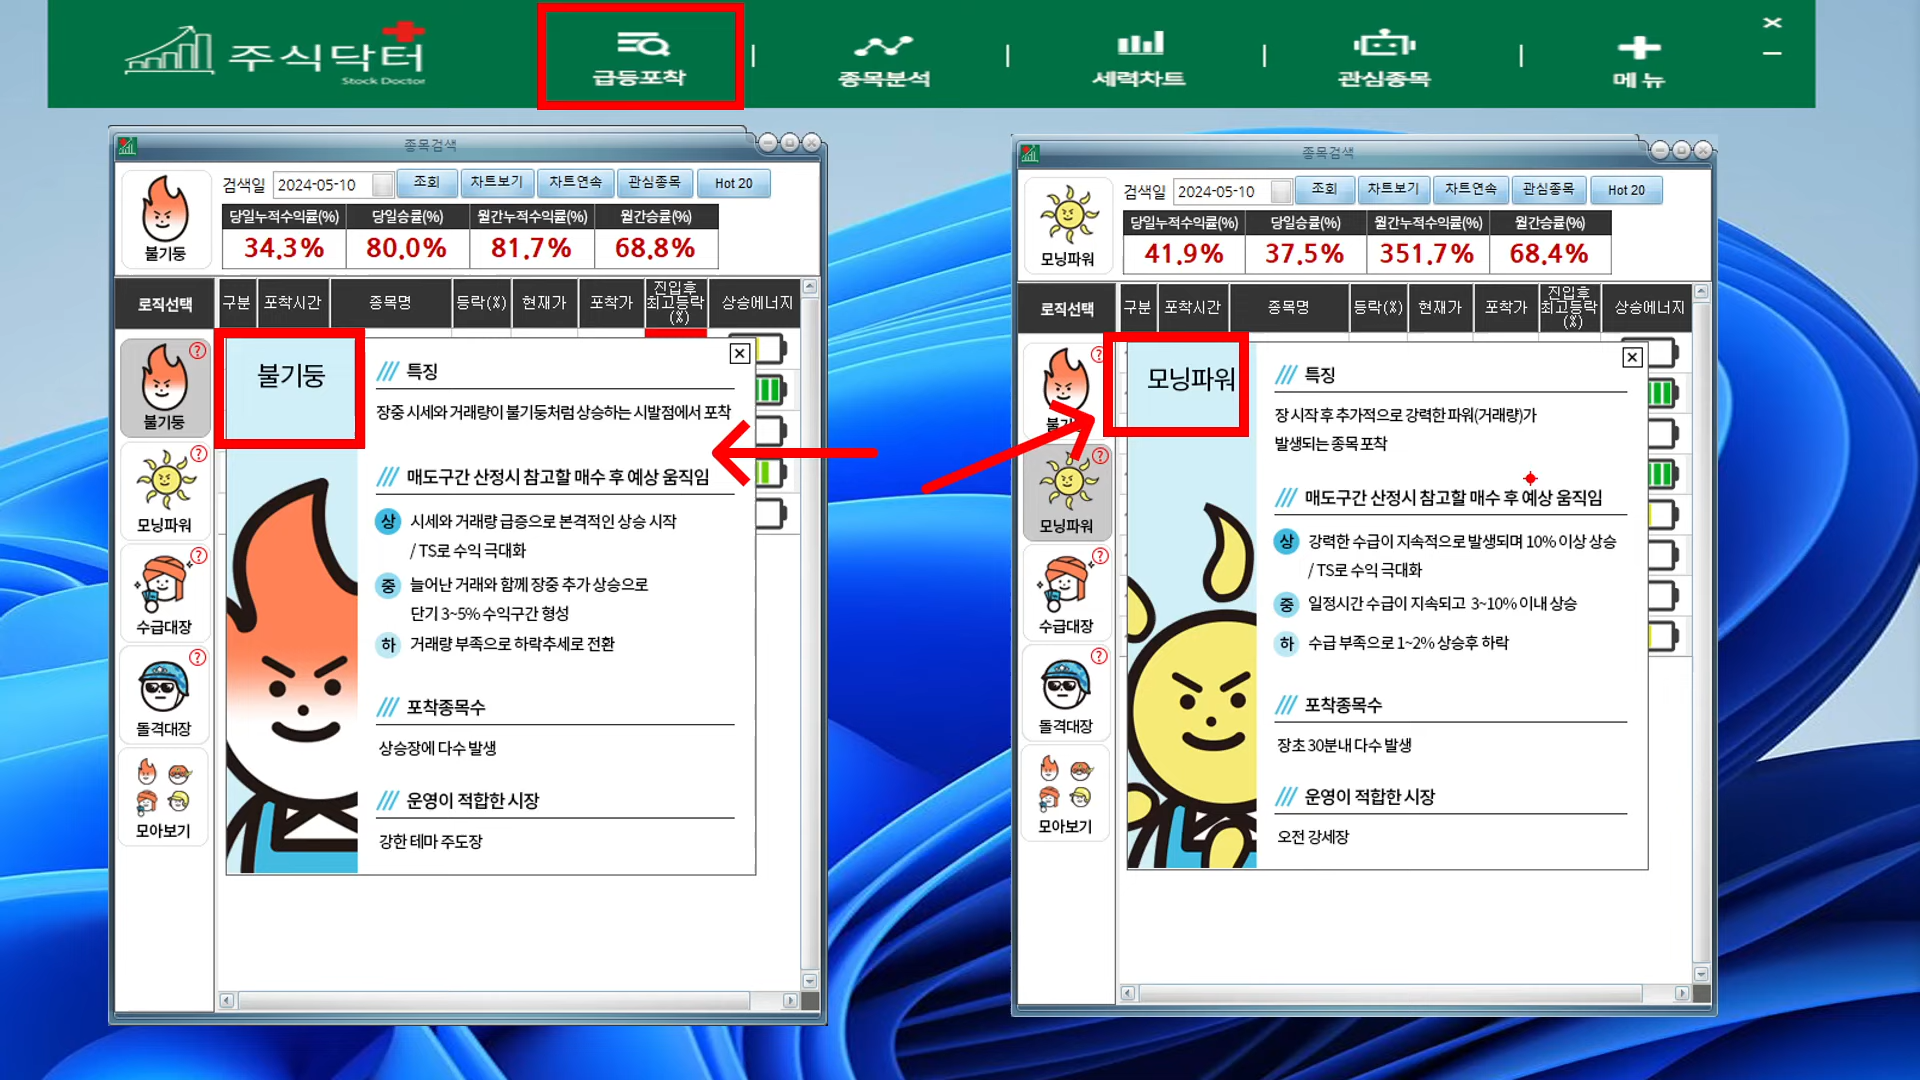 주식닥터
Stock Doctor
급등포착
종목분석
세력차트
관심종목
메뉴
종목검색
불기둥
검색일 2024-05-10 조회 차트보기 차트연속 관심종목 Hot 20
당일누적수익률(%) 당일승률(%) 월간누적수익률(%) 월간승률(%)
34.3% 80.0% 81.7% 68.8%
로직선택 구분 포착시간 종목명 등락(%) 현재가 포착가 진입후 최고등락 (%) 상승에너지
불기둥
모닝파워
수급대장
돌격대장
모아보기
불기둥
특징
장중 시세와 거래량이 불기둥처럼 상승하는 시발점에서 포착
매도구간 산정시 참고할 매수 후 예상 움직임
상 시세와 거래량 급증으로 본격적인 상승 시작
/ TS로 수익 극대화
중 늘어난 거래와 함께 장중 추가 상승으로
단기 3~5% 수익구간 형성
하 거래량 부족으로 하락추세로 전환
포착종목수
상승장에 다수 발생
운영이 적합한 시장
강한 테마 주도장
종목검색
모닝파워
검색일 2024-05-10 조회 차트보기 차트연속 관심종목 Hot 20
당일누적수익률(%) 당일승률(%) 월간누적수익률(%) 월간승률(%)
41.9% 37.5% 351.7% 68.4%
로직선택 구분 포착시간 종목명 등락(%) 현재가 포착가 진입후 최고등락 (%) 상승에너지
모닝파워
수급대장
돌격대장
모아보기
모닝파워
특징
장 시작 후 추가적으로 강력한 파워(거래량)가
발생되는 종목 포착
매도구간 산정시 참고할 매수 후 예상 움직임
상 강력한 수급이 지속적으로 발생되며 10% 이상 상승
/ TS로 수익 극대화
중 일정시간 수급이 지속되고 3~10% 이내 상승
하 수급 부족으로 1~2% 상승후 하락
포착종목수
장초 30분내 다수 발생
운영이 적합한 시장
오전 강세장